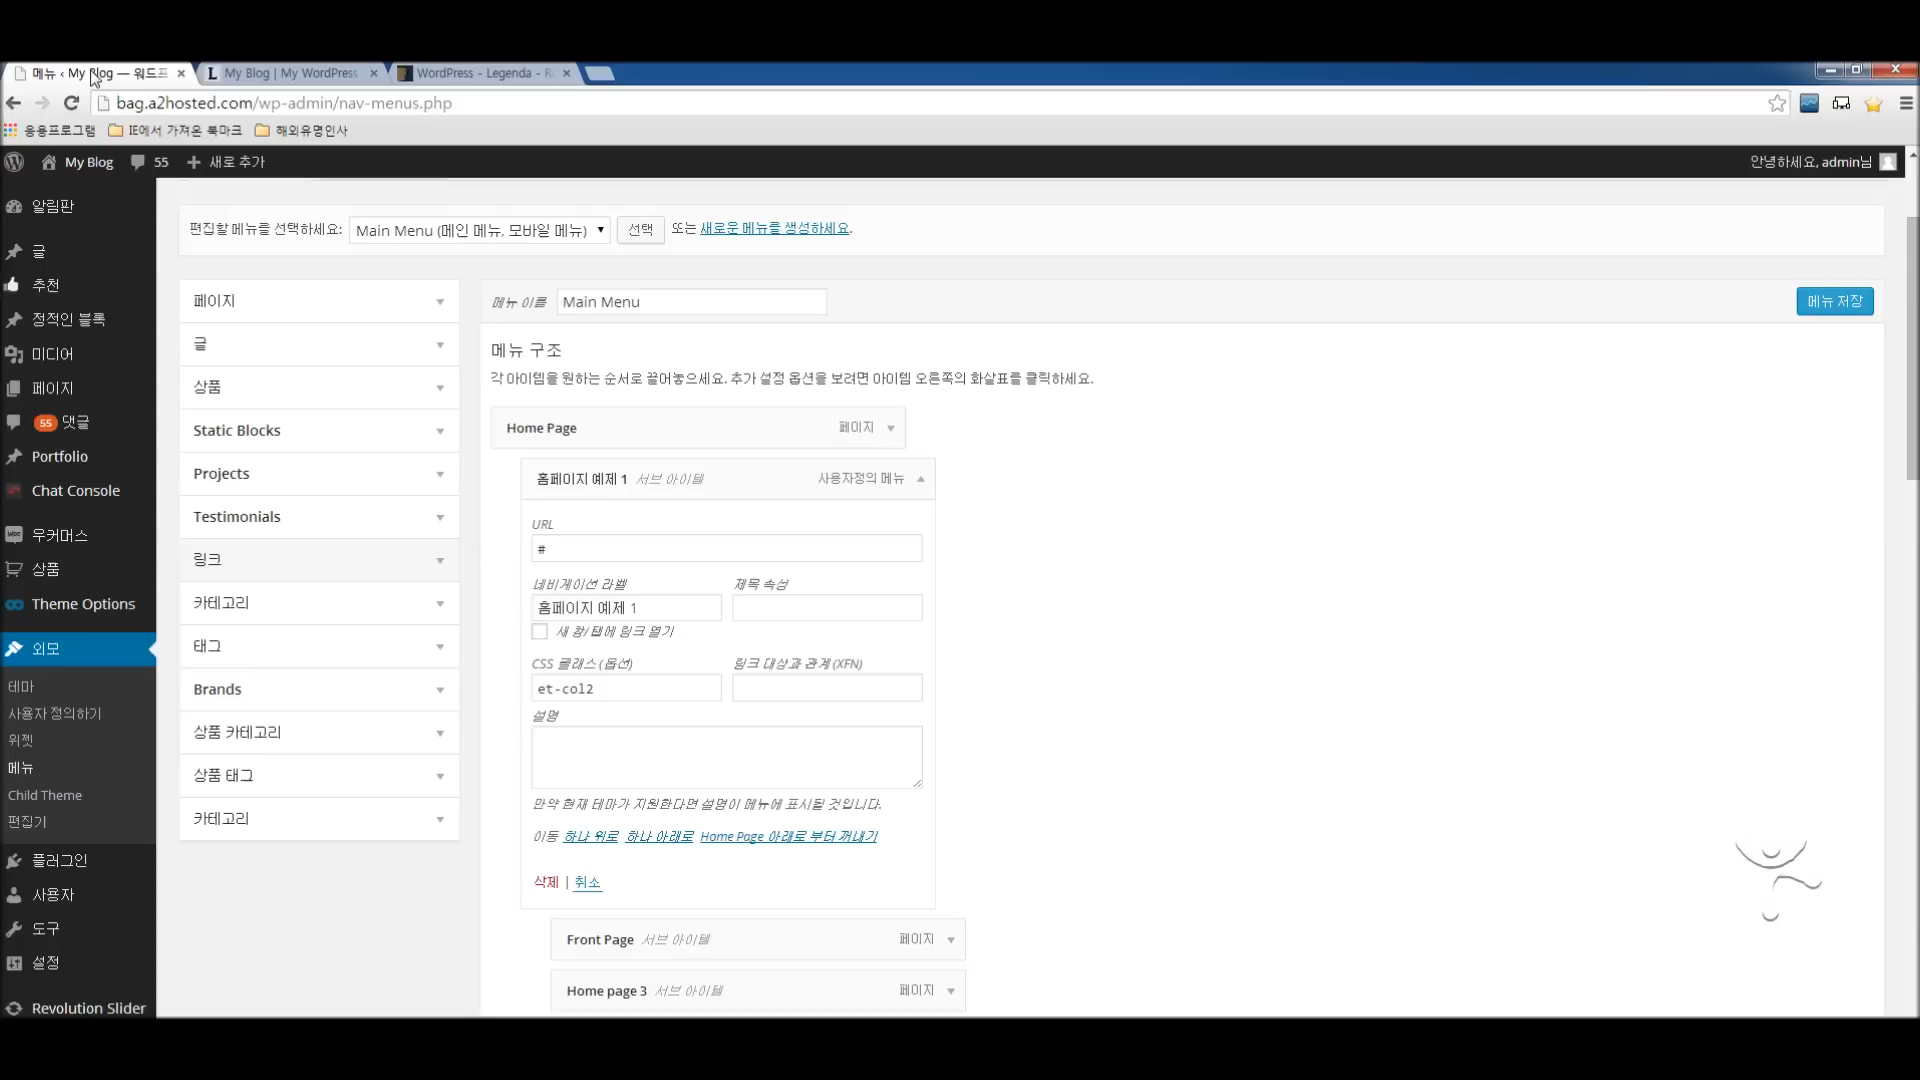 메뉴 ‹ My Blog — 워드프
My Blog | My WordPress
WordPress - Legenda - R
bag.a2hosted.com/wp-admin/nav-menus.php
응용프로그램
IE에서 가져온 북마크
해외유명인사
My Blog
55
새로 추가
안녕하세요, admin님
알림판
글
추천
정적인 블록
미디어
페이지
55 댓글
Portfolio
Chat Console
우커머스
상품
Theme Options
외모
테마
사용자 정의하기
위젯
메뉴
Child Theme
편집기
플러그인
사용자
도구
설정
Revolution Slider
편집할 메뉴를 선택하세요:
Main Menu (메인 메뉴, 모바일 메뉴)
선택
또는 새로운 메뉴를 생성하세요.
페이지
글
상품
Static Blocks
Projects
Testimonials
링크
카테고리
태그
Brands
상품 카테고리
상품 태그
카테고리
메뉴 이름
Main Menu
메뉴 저장
메뉴 구조
각 아이템을 원하는 순서로 끌어놓으세요. 추가 설정 옵션을 보려면 아이템 오른쪽의 화살표를 클릭하세요.
Home Page
페이지
홈페이지 예제 1 서브 아이템
사용자정의 메뉴
URL
#
네비게이션 라벨
제목 속성
홈페이지 예제 1
새 창/탭에 링크 열기
CSS 클래스 (옵션)
링크 대상과 관계 (XFN)
et-col2
설명
만약 현재 테마가 지원한다면 설명이 메뉴에 표시될 것입니다.
이동 하나 위로 하나 아래로 Home Page 아래로 부터 꺼내기
삭제 | 취소
Front Page 서브 아이템
페이지
Home page 3 서브 아이템
페이지